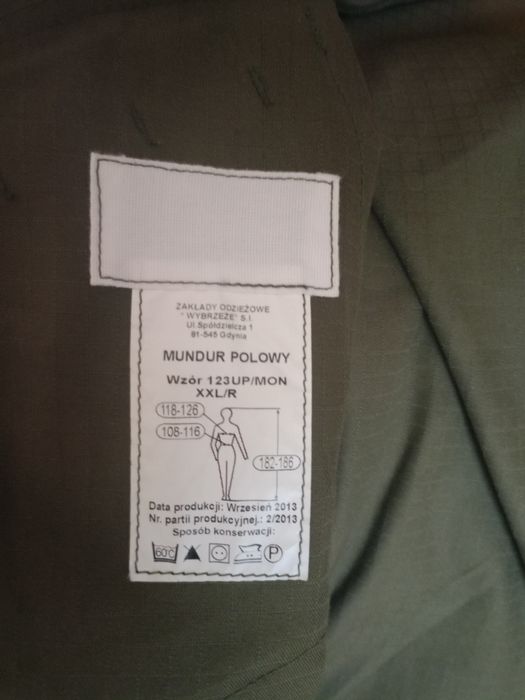 ZAKŁADY ODZIEŻOWE
"WYBRZEŻE" S.I.
Ul Spółdzielcza 1
81-545 Gdynia
MUNDUR POLOWY
Wzór 123UP/MON
XXL/R
118-126
108-116
182-186
Data produkcji: Wrzesień 2013
Nr. partii produkcyjnej.: 2/2013
Sposób konserwacji:
60°C P